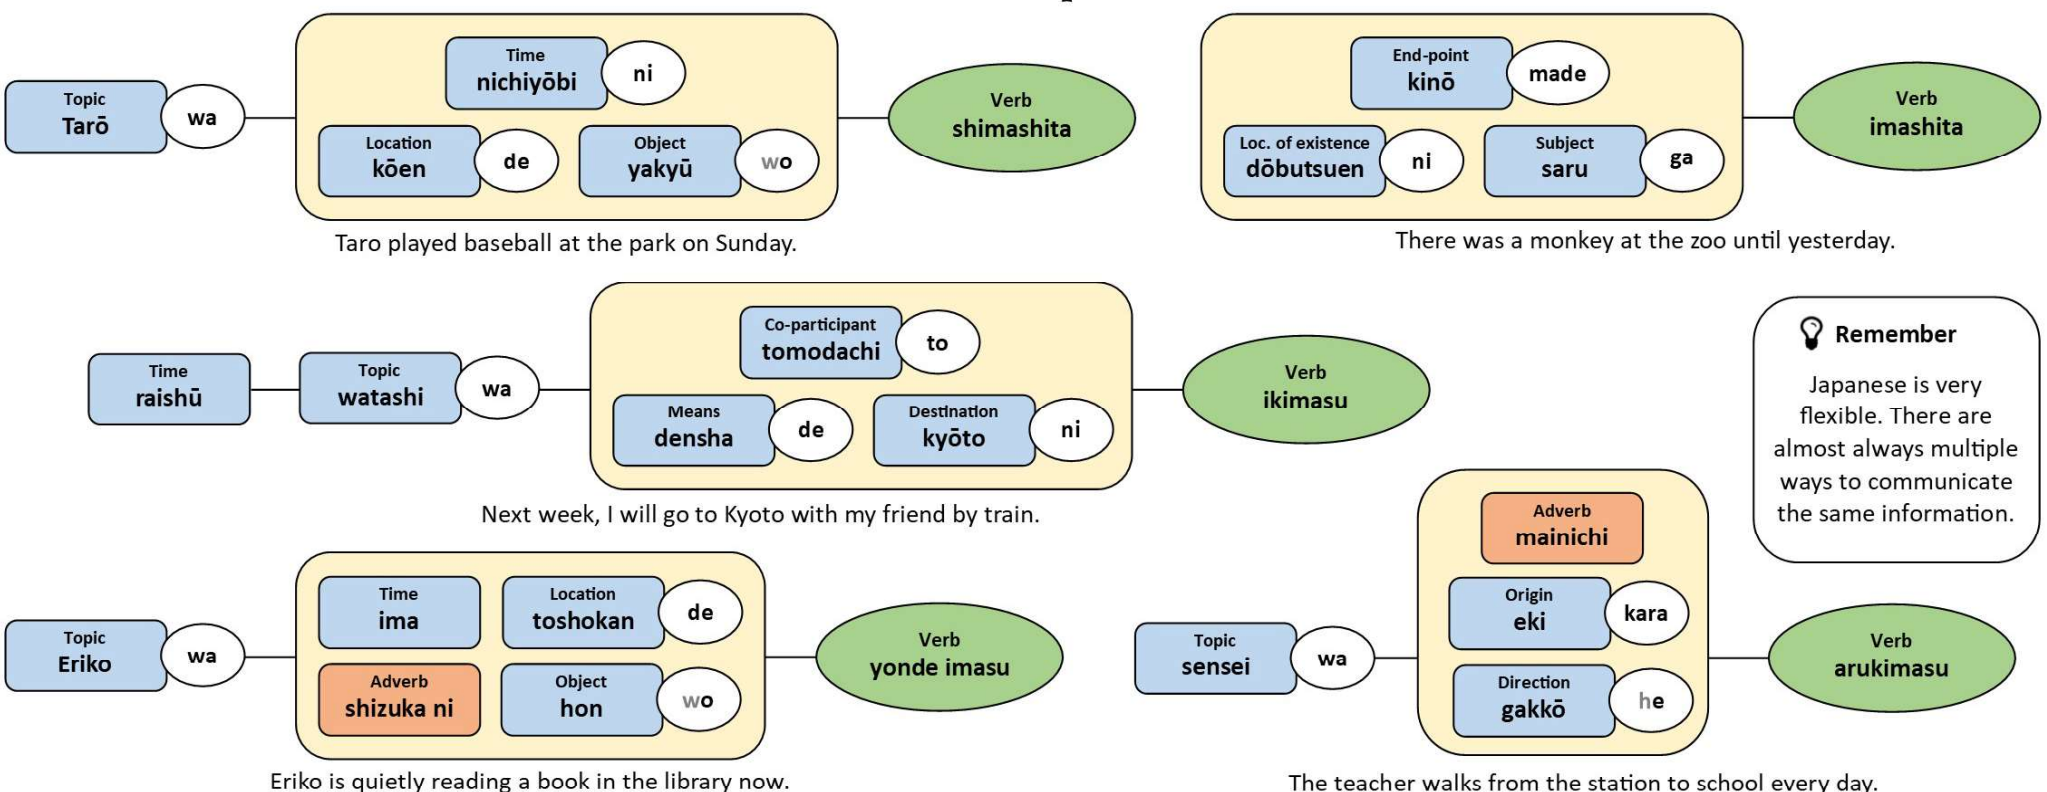 Topic
Tarō
wa
Time
nichiyōbi
ni
Location
kōen
de
Object
yakyū
wo
Verb
shimashita
Taro played baseball at the park on Sunday.
End-point
kinō
made
Loc. of existence
dōbutsuen
ni
Subject
saru
ga
Verb
imashita
There was a monkey at the zoo until yesterday.
Time
raishū
Topic
watashi
wa
Co-participant
tomodachi
to
Means
densha
de
Destination
kyōto
ni
Verb
ikimasu
Next week, I will go to Kyoto with my friend by train.
Remember
Japanese is very
flexible. There are
almost always multiple
ways to communicate
the same information.
Topic
Eriko
wa
Time
ima
Location
toshokan
de
Adverb
shizuka ni
Object
hon
wo
Verb
yonde imasu
Eriko is quietly reading a book in the library now.
Topic
sensei
wa
Adverb
mainichi
Origin
eki
kara
Direction
gakkō
he
Verb
arukimasu
The teacher walks from the station to school every day.